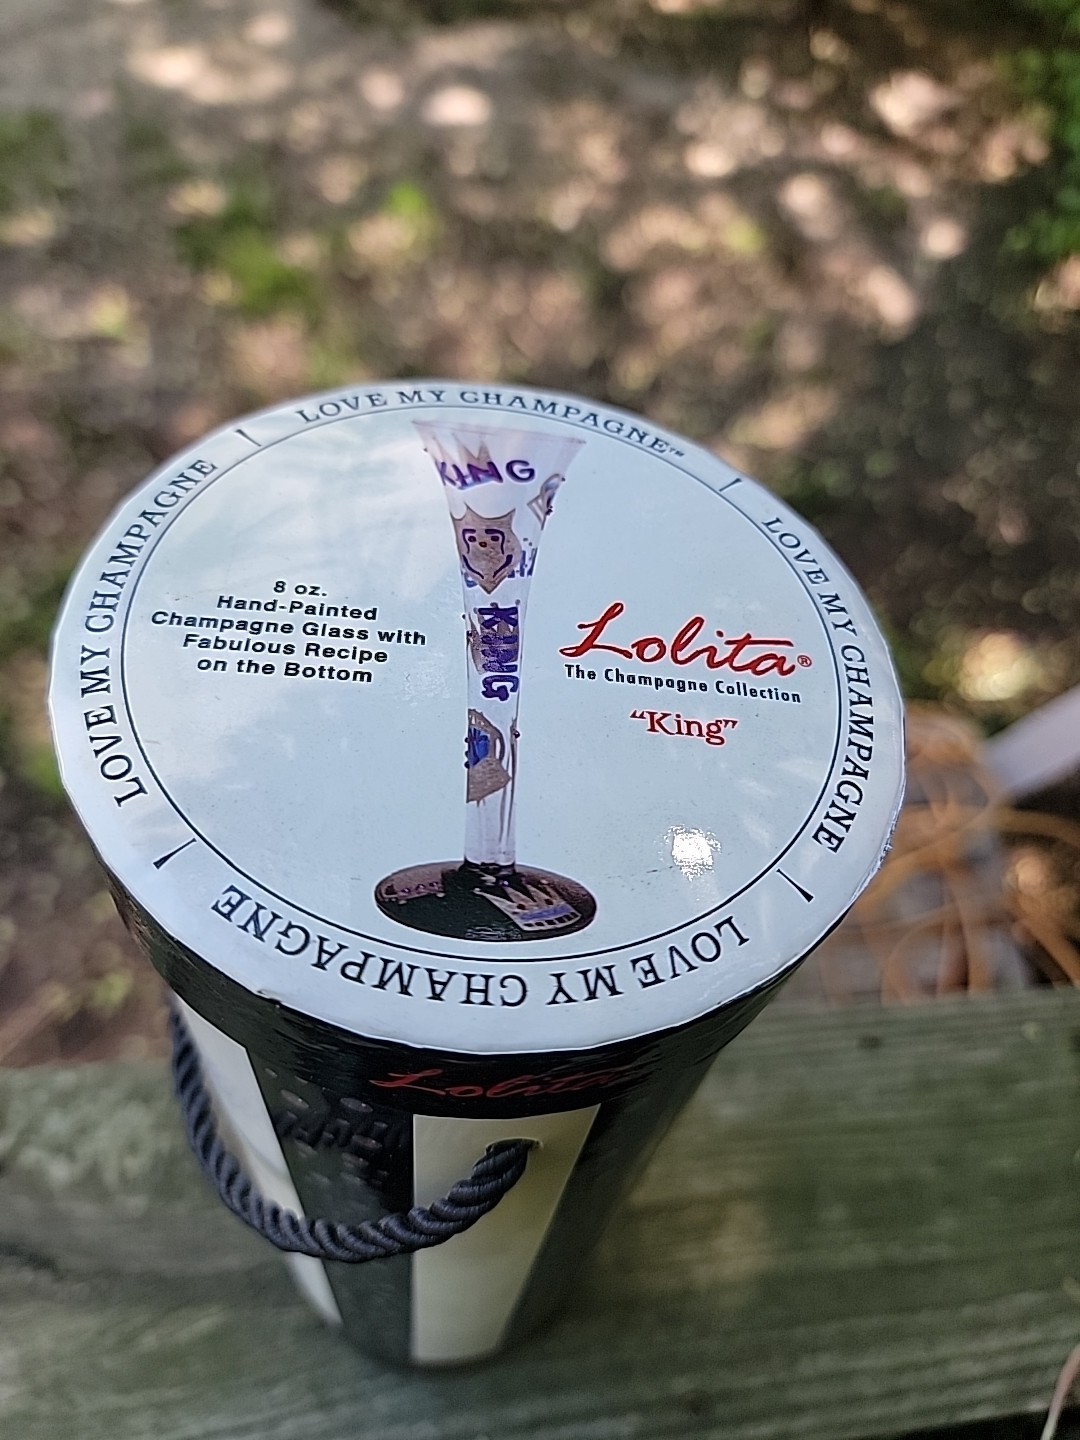 LOVE MY CHAMPAGNE™
LOVE MY CHAMPAGNE
LOVE MY CHAMPAGNE
LOVE MY CHAMPAGNE
KING
KING
8 oz.
Hand-Painted
Champagne Glass with
Fabulous Recipe
on the Bottom
Lolita®
The Champagne Collection
“King”
Lolita